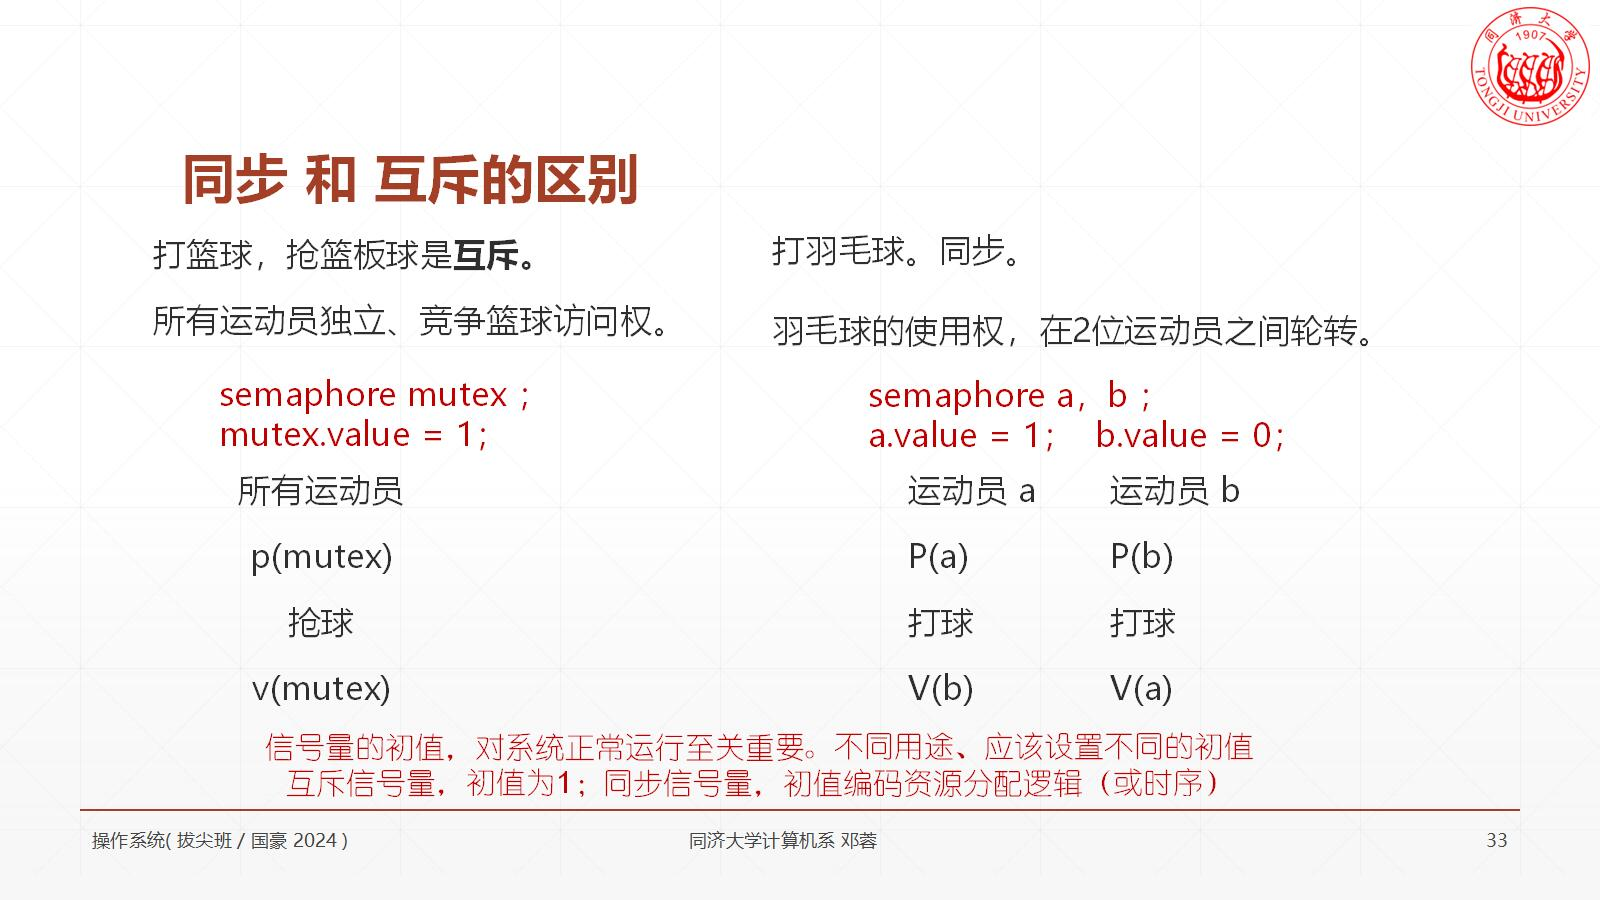 同济大学
1907
TONGJI UNIVERSITY
同步 和 互斥的区别
打篮球，抢篮板球是互斥。
所有运动员独立、竞争篮球访问权。
semaphore mutex ；
mutex.value = 1；
所有运动员
p(mutex)
抢球
v(mutex)
打羽毛球。同步。
羽毛球的使用权，在2位运动员之间轮转。
semaphore a，b ；
a.value = 1； b.value = 0；
运动员 a 运动员 b
P(a) P(b)
打球 打球
V(b) V(a)
信号量的初值，对系统正常运行至关重要。不同用途、应该设置不同的初值
互斥信号量，初值为1；同步信号量，初值编码资源分配逻辑（或时序）
操作系统( 拔尖班 / 国豪 2024 )
同济大学计算机系 邓蓉
33